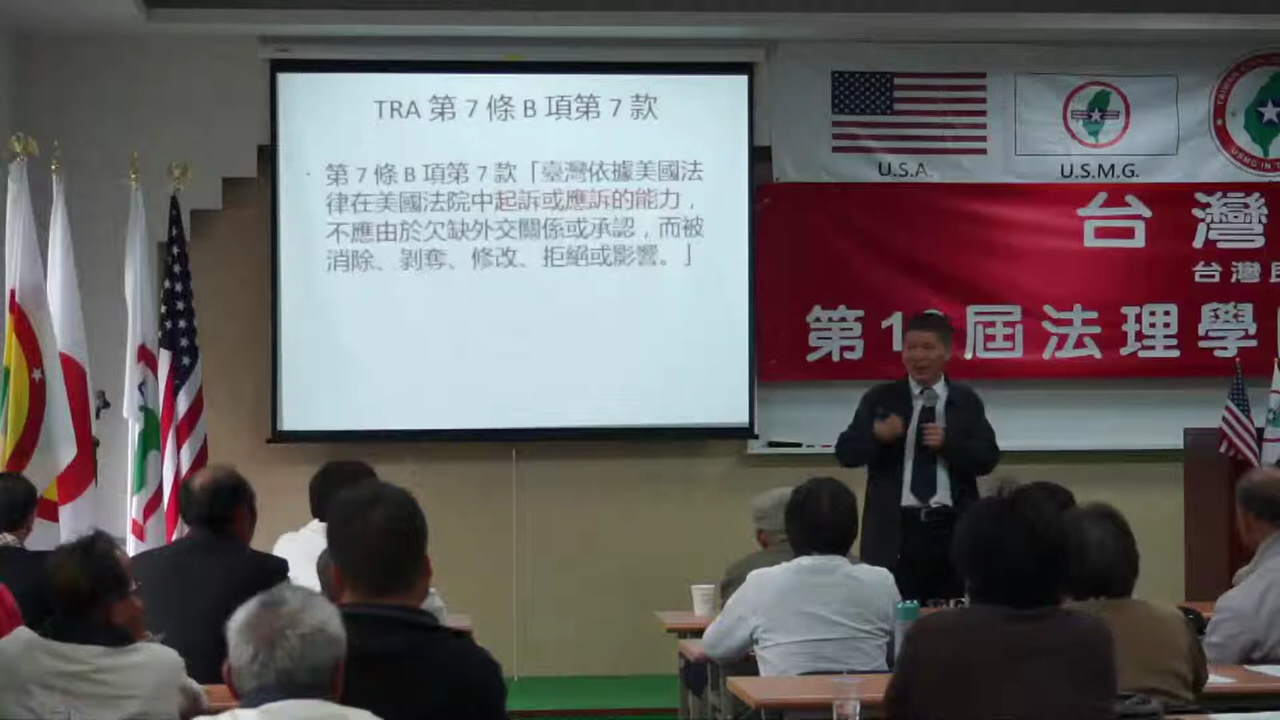 TRA 第 7 條 B 項第 7 款
· 第 7 條 B 項第 7 款「臺灣依據美國法
律在美國法院中起訴或應訴的能力，
不應由於欠缺外交關係或承認，而被
消除、剝奪、修改、拒絕或影響。」
U.S.A.
U.S.M.G.
台灣
台灣
第1 屆法理學